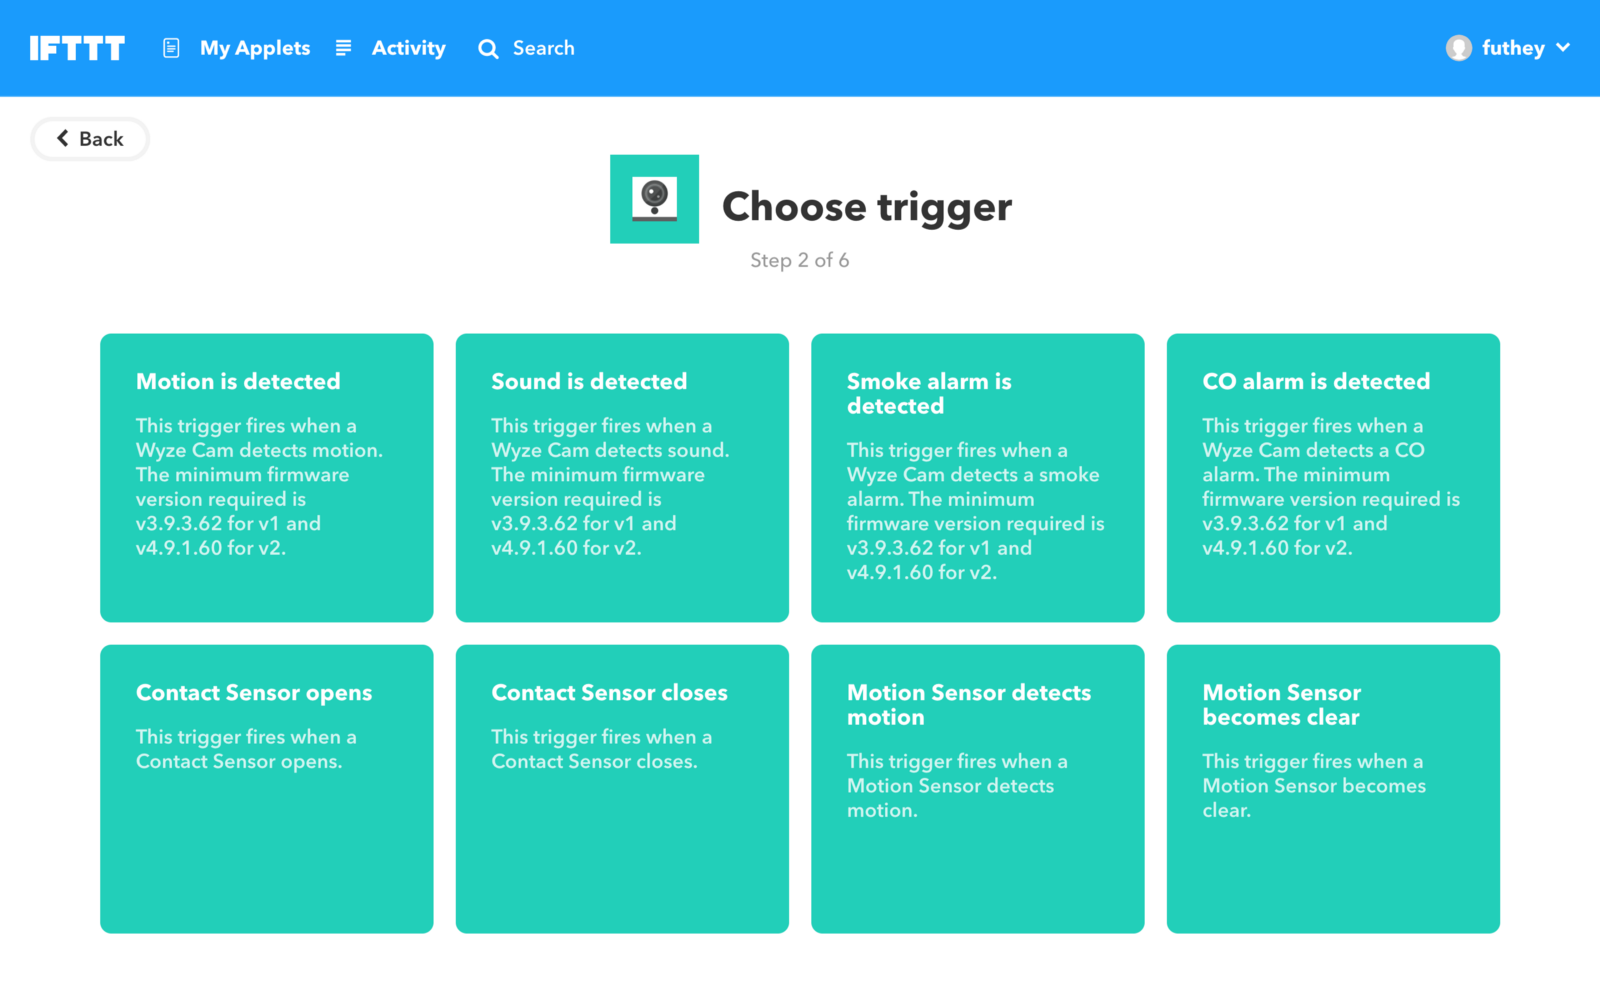 IFTTT My Applets Activity Search futhey
Back
Choose trigger
Step 2 of 6
Motion is detected
This trigger fires when a
Wyze Cam detects motion.
The minimum firmware
version required is
v3.9.3.62 for v1 and
v4.9.1.60 for v2.
Sound is detected
This trigger fires when a
Wyze Cam detects sound.
The minimum firmware
version required is
v3.9.3.62 for v1 and
v4.9.1.60 for v2.
Smoke alarm is
detected
This trigger fires when a
Wyze Cam detects a smoke
alarm. The minimum
firmware version required is
v3.9.3.62 for v1 and
v4.9.1.60 for v2.
CO alarm is detected
This trigger fires when a
Wyze Cam detects a CO
alarm. The minimum
firmware version required is
v3.9.3.62 for v1 and
v4.9.1.60 for v2.
Contact Sensor opens
This trigger fires when a
Contact Sensor opens.
Contact Sensor closes
This trigger fires when a
Contact Sensor closes.
Motion Sensor detects
motion
This trigger fires when a
Motion Sensor detects
motion.
Motion Sensor
becomes clear
This trigger fires when a
Motion Sensor becomes
clear.